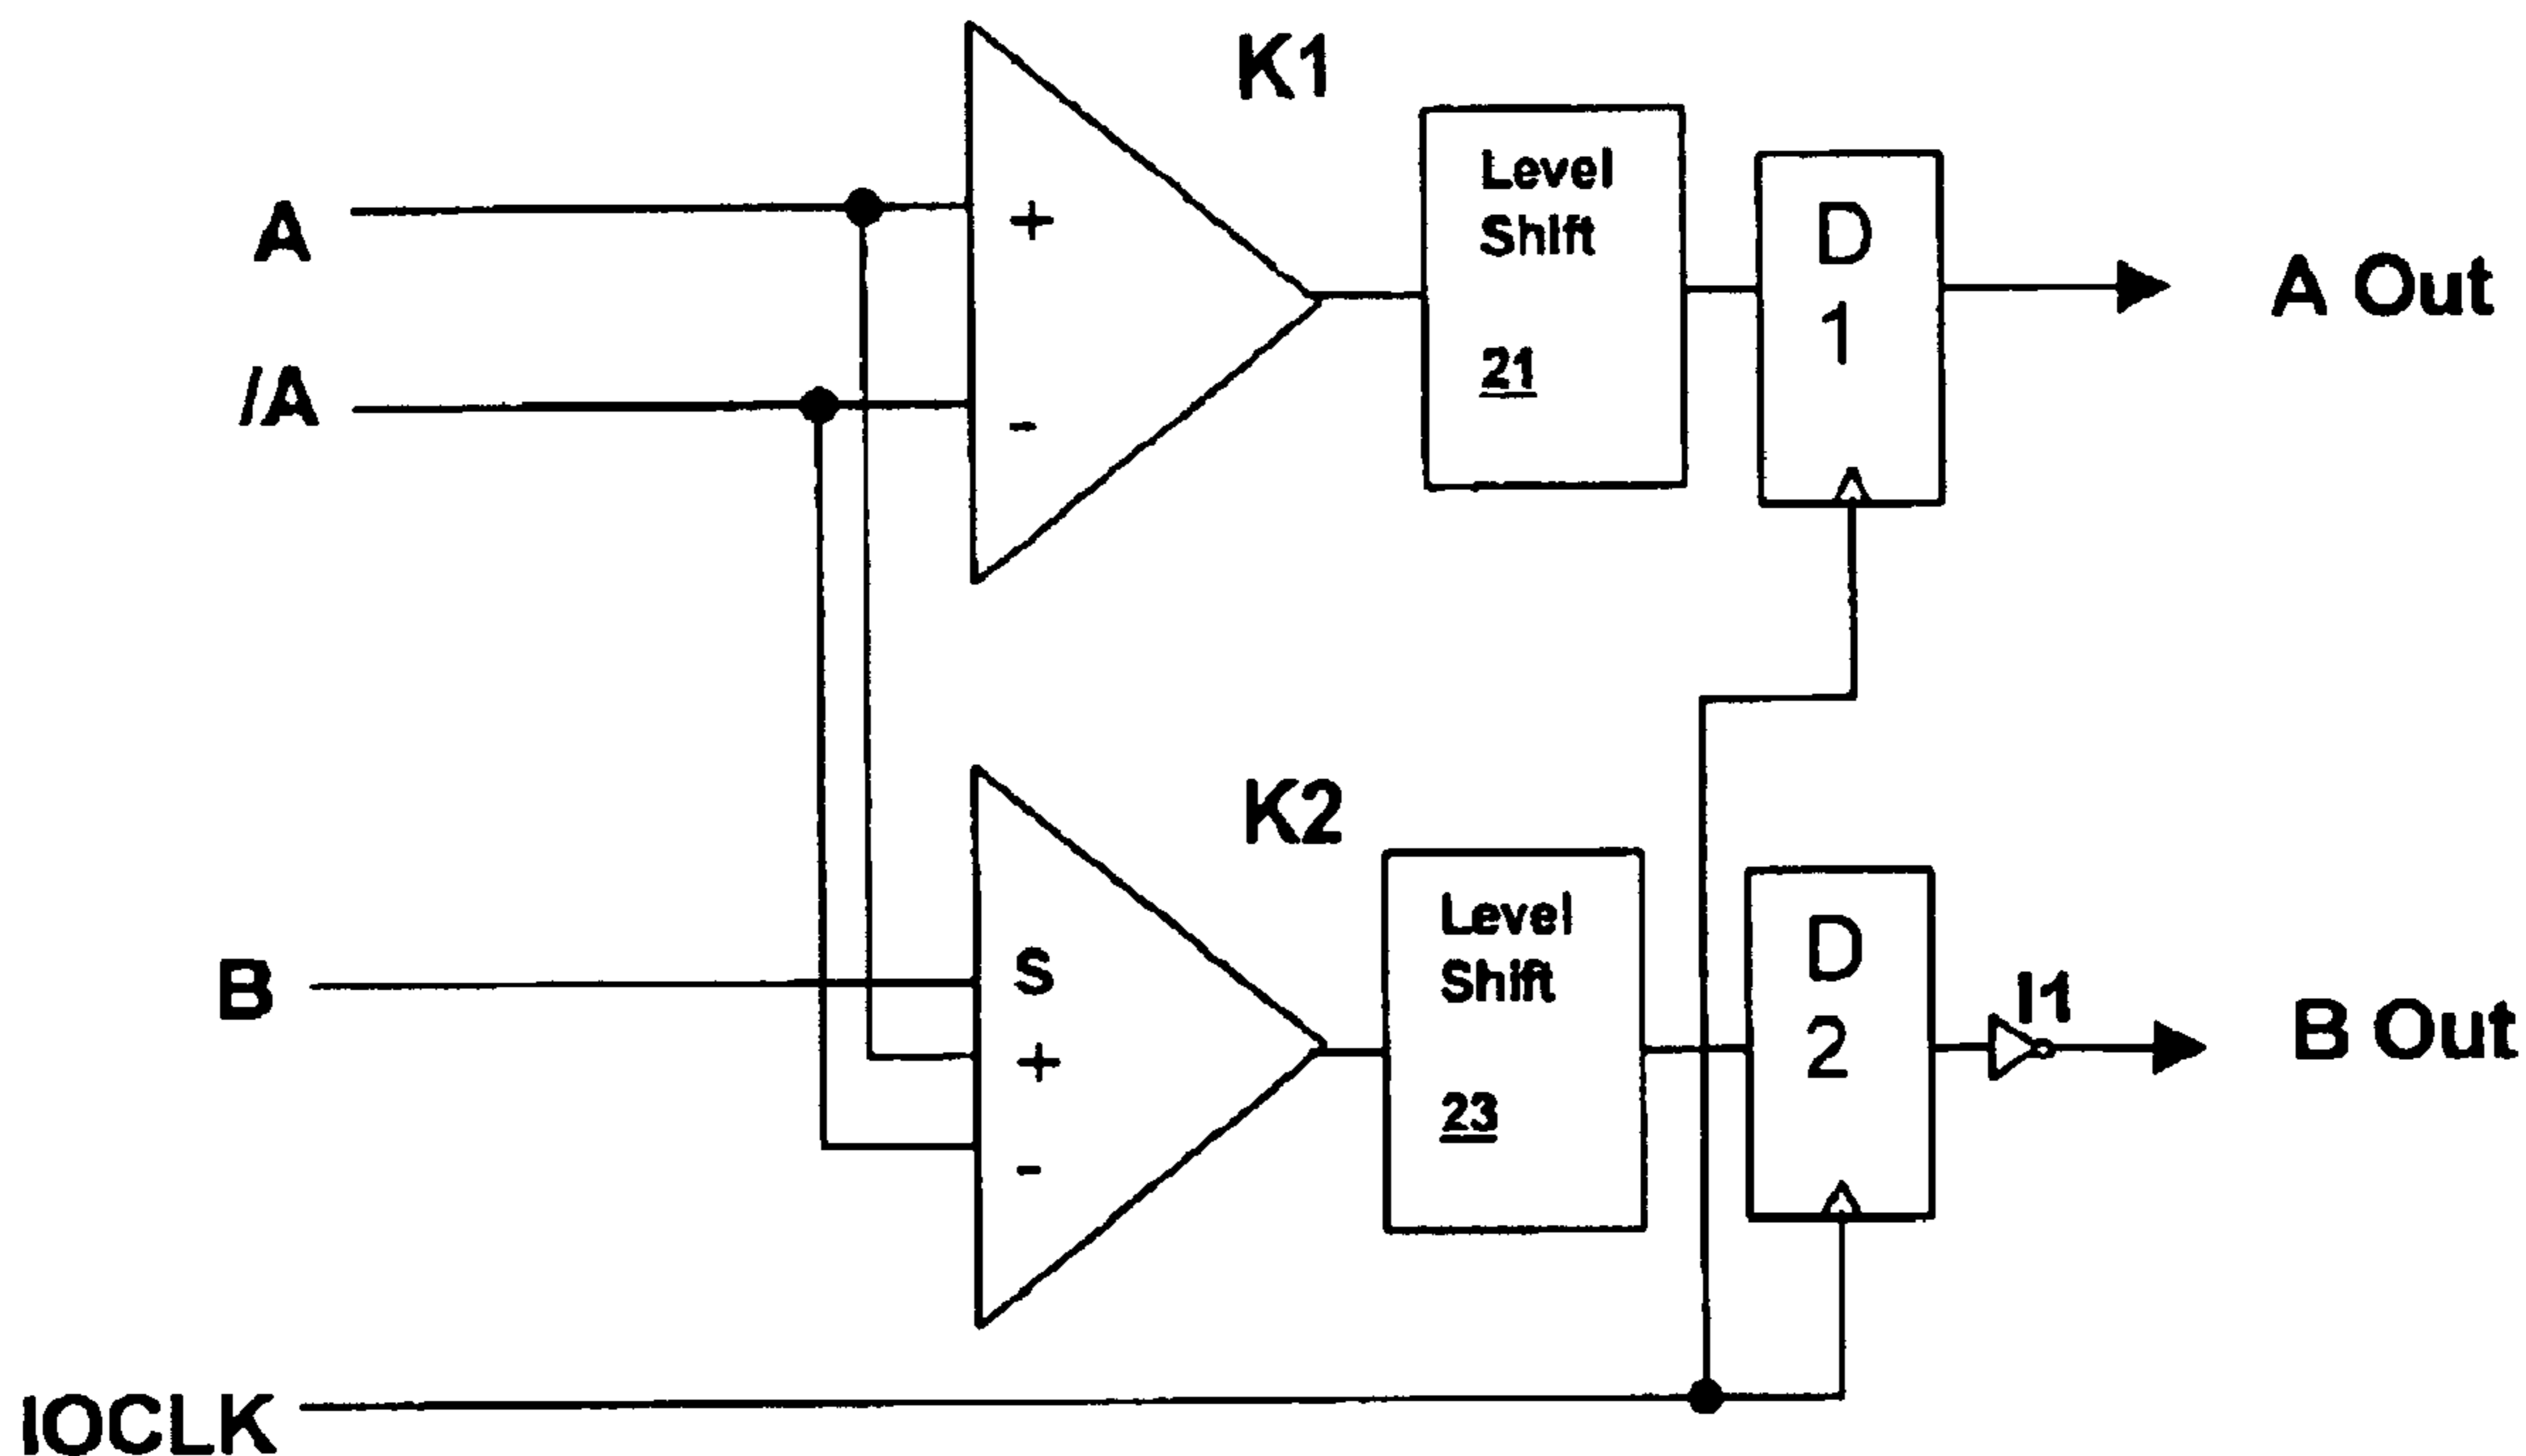 K1
Level
Shift
21
D
1
A
+
A Out
/A
-
K2
Level
Shift
23
D
2
I1
B
S
+
-
B Out
IOCLK